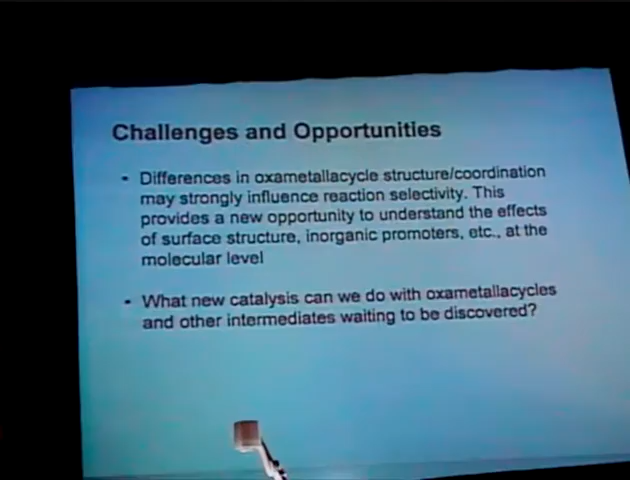 Challenges and Opportunities
• Differences in oxametallacycle structure/coordination
may strongly influence reaction selectivity. This
provides a new opportunity to understand the effects
of surface structure, inorganic promoters, etc., at the
molecular level
• What new catalysis can we do with oxametallacycles
and other intermediates waiting to be discovered?